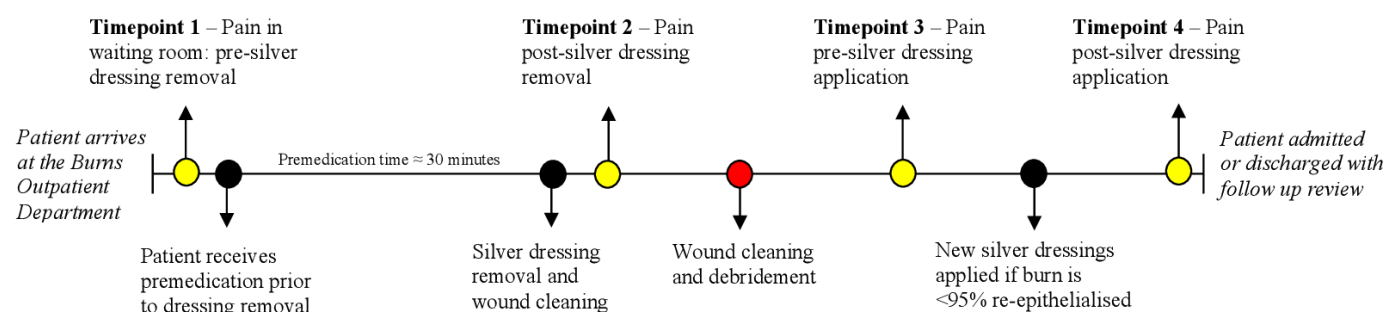 Timepoint 1 – Pain in
waiting room: pre-silver
dressing removal
Timepoint 2 – Pain
post-silver dressing
removal
Timepoint 3 – Pain
pre-silver dressing
application
Timepoint 4 – Pain
post-silver dressing
application
Patient arrives
at the Burns
Outpatient
Department
Premedication time ≈ 30 minutes
Patient admitted
or discharged with
follow up review
Patient receives
premedication prior
to dressing removal
Silver dressing
removal and
wound cleaning
Wound cleaning
and debridement
New silver dressings
applied if burn is
<95% re-epithelialised